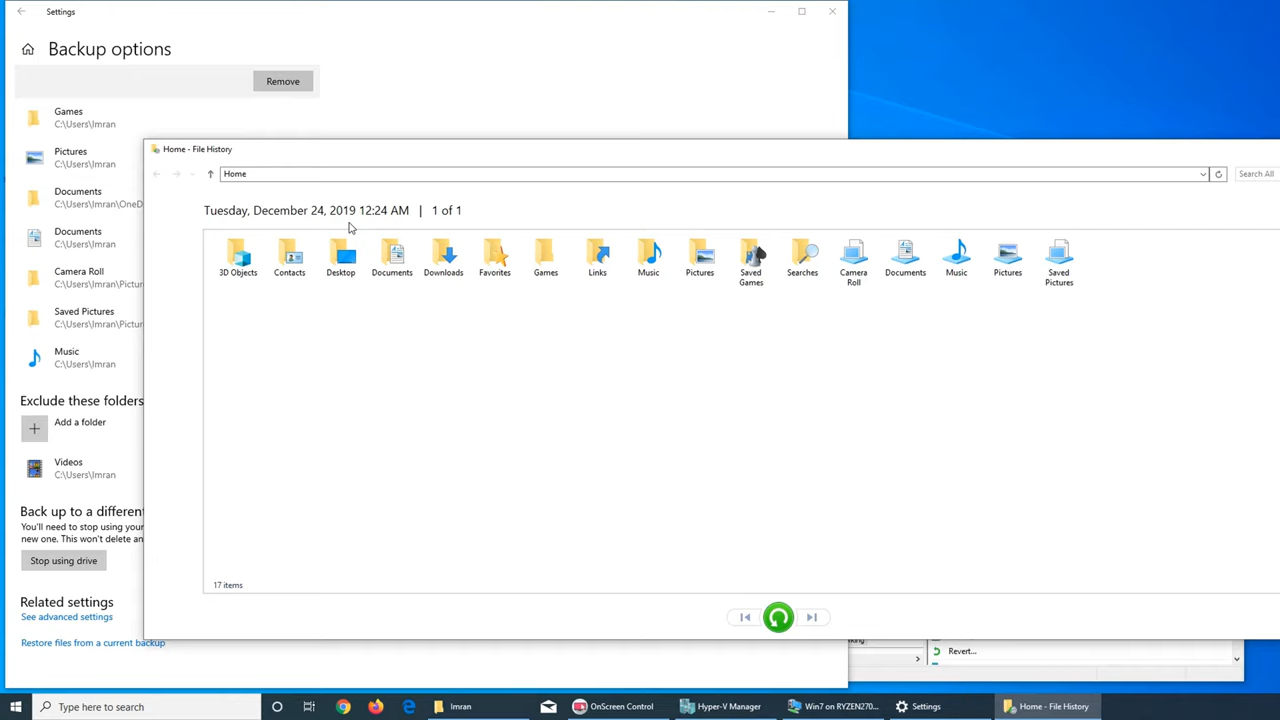 Settings
Backup options
Remove
Games
C:\Users\Imran
Pictures
C:\Users\Imran
Documents
C:\Users\Imran\OneD
Documents
C:\Users\Imran
Camera Roll
C:\Users\Imran\Pictur
Saved Pictures
C:\Users\Imran\Pictur
Music
C:\Users\Imran
Exclude these folders
Add a folder
Videos
C:\Users\Imran
Back up to a differen
You'll need to stop using your
new one. This won't delete an
Stop using drive
Related settings
See advanced settings
Restore files from a current backup
Home - File History
Home
Search All
Tuesday, December 24, 2019 12:24 AM | 1 of 1
3D Objects
Contacts
Desktop
Documents
Downloads
Favorites
Games
Links
Music
Pictures
Saved
Games
Searches
Camera
Roll
Documents
Music
Pictures
Saved
Pictures
17 items
Revert...
Type here to search
Imran
OnScreen Control
Hyper-V Manager
Win7 on RYZEN270...
Settings
Home - File History